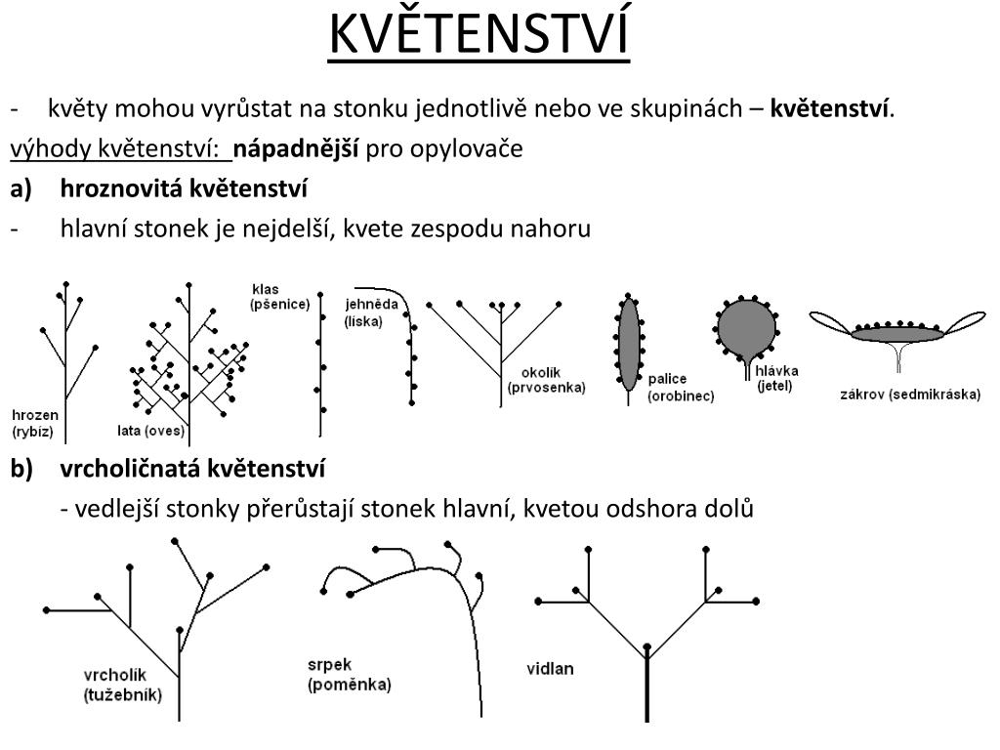 KVĚTENSTVÍ
- květy mohou vyrůstat na stonku jednotlivě nebo ve skupinách – květenství.
výhody květenství: nápadnější pro opylovače
a) hroznovitá květenství
- hlavní stonek je nejdelší, kvete zespodu nahoru
hrozen
(rybíz)
lata (oves)
klas
(pšenice)
jehněda
(líska)
okolík
(prvosenka)
palice
(orobinec)
hlávka
(jetel)
zákrov (sedmikráska)
b) vrcholičnatá květenství
- vedlejší stonky přerůstají stonek hlavní, kvetou odshora dolů
vrcholík
(tužebník)
srpek
(poměnka)
vidlan